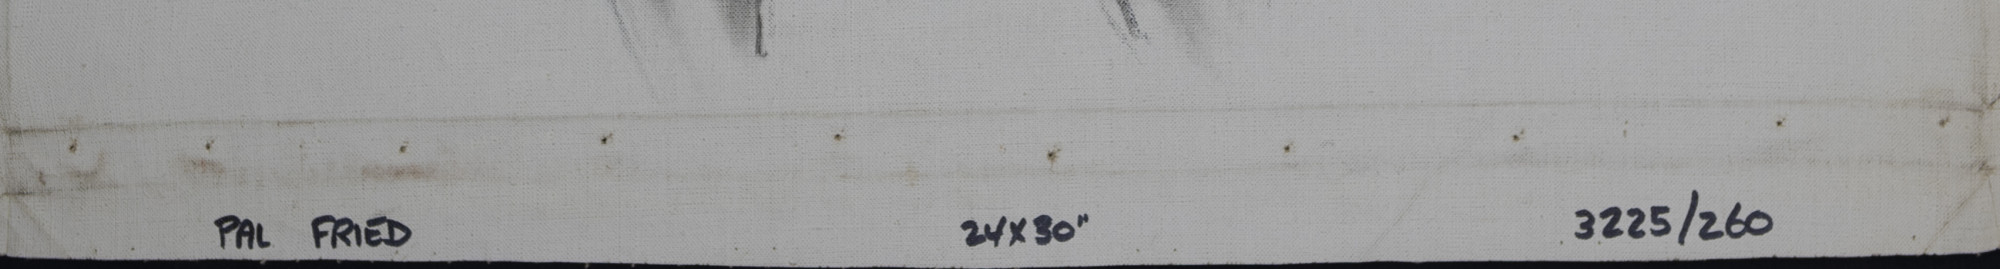 PAL FRIED 24X30" 3225/260